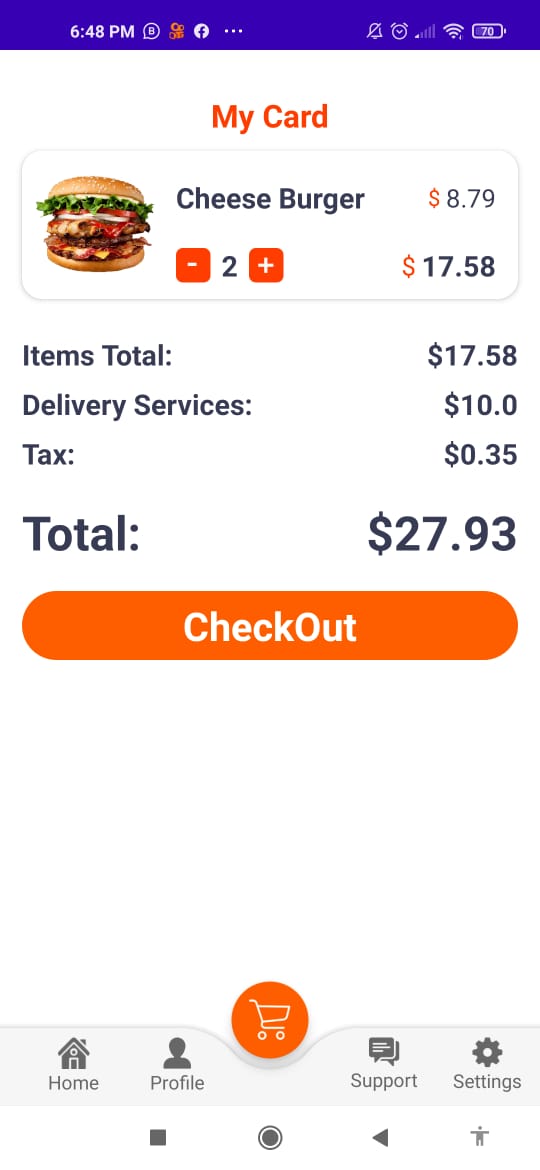 6:48 PM
70
My Card
Cheese Burger $ 8.79
- 2 + $ 17.58
Items Total: $17.58
Delivery Services: $10.0
Tax: $0.35
Total: $27.93
CheckOut
Home Profile Support Settings